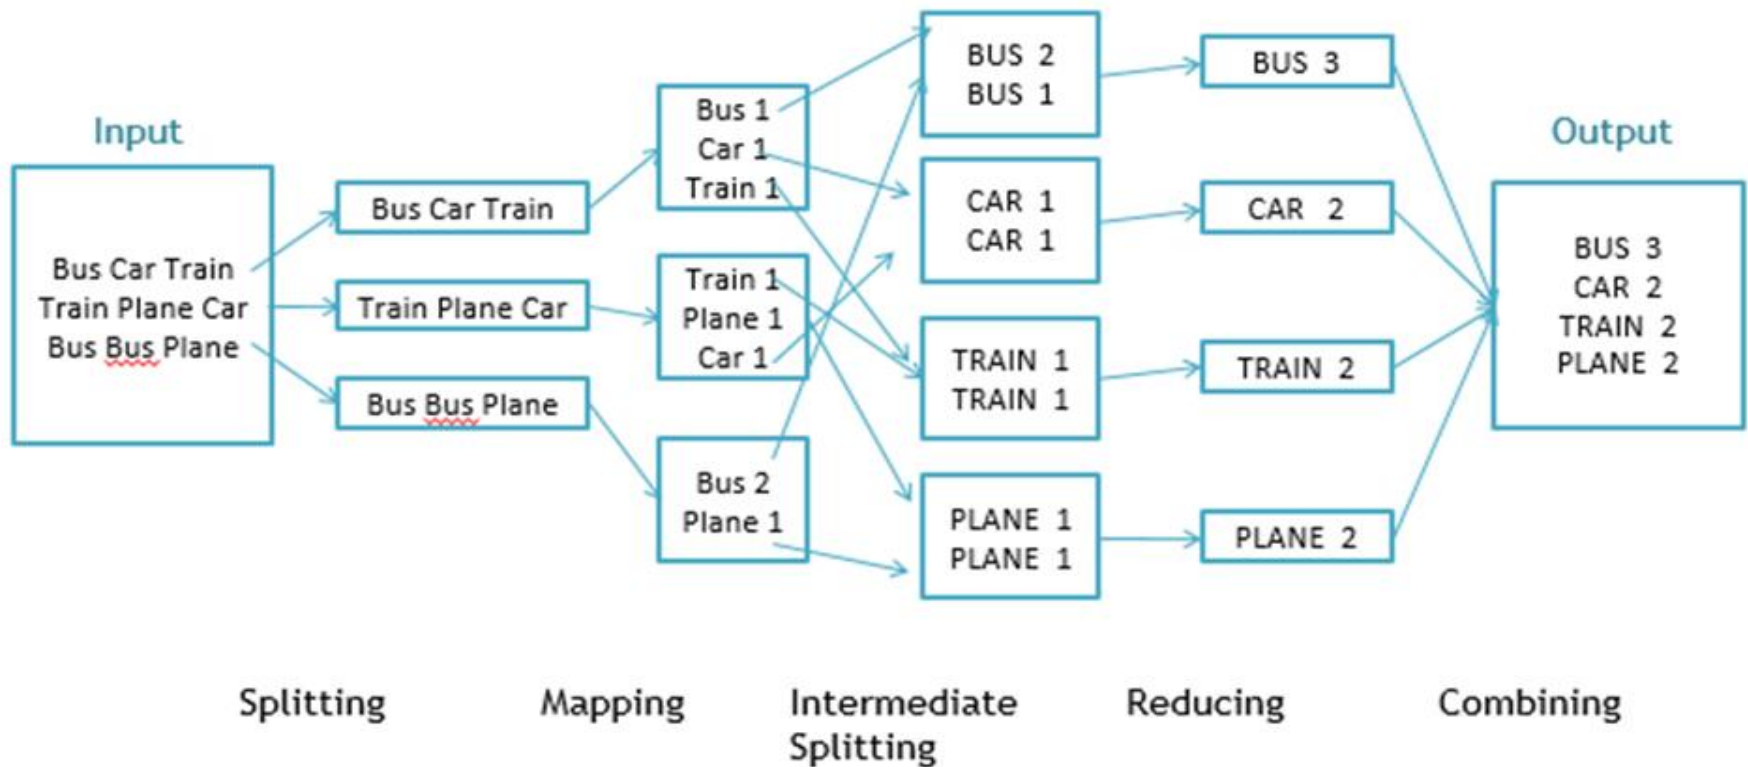 Input
Bus Car Train
Train Plane Car
Bus Bus Plane
Bus Car Train
Train Plane Car
Bus Bus Plane
Bus 1
Car 1
Train 1
Train 1
Plane 1
Car 1
Bus 2
Plane 1
BUS 2
BUS 1
CAR 1
CAR 1
TRAIN 1
TRAIN 1
PLANE 1
PLANE 1
BUS 3
CAR 2
TRAIN 2
PLANE 2
Output
BUS 3
CAR 2
TRAIN 2
PLANE 2
Splitting
Mapping
Intermediate
Splitting
Reducing
Combining